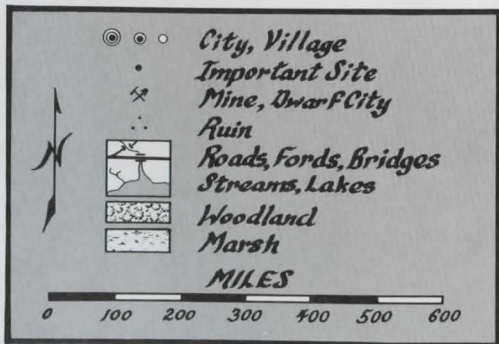 City, Village
Important Site
Mine, Dwarf City
Ruin
N
Roads, Fords, Bridges
Streams, Lakes
Woodland
Marsh
MILES
0 100 200 300 400 500 600